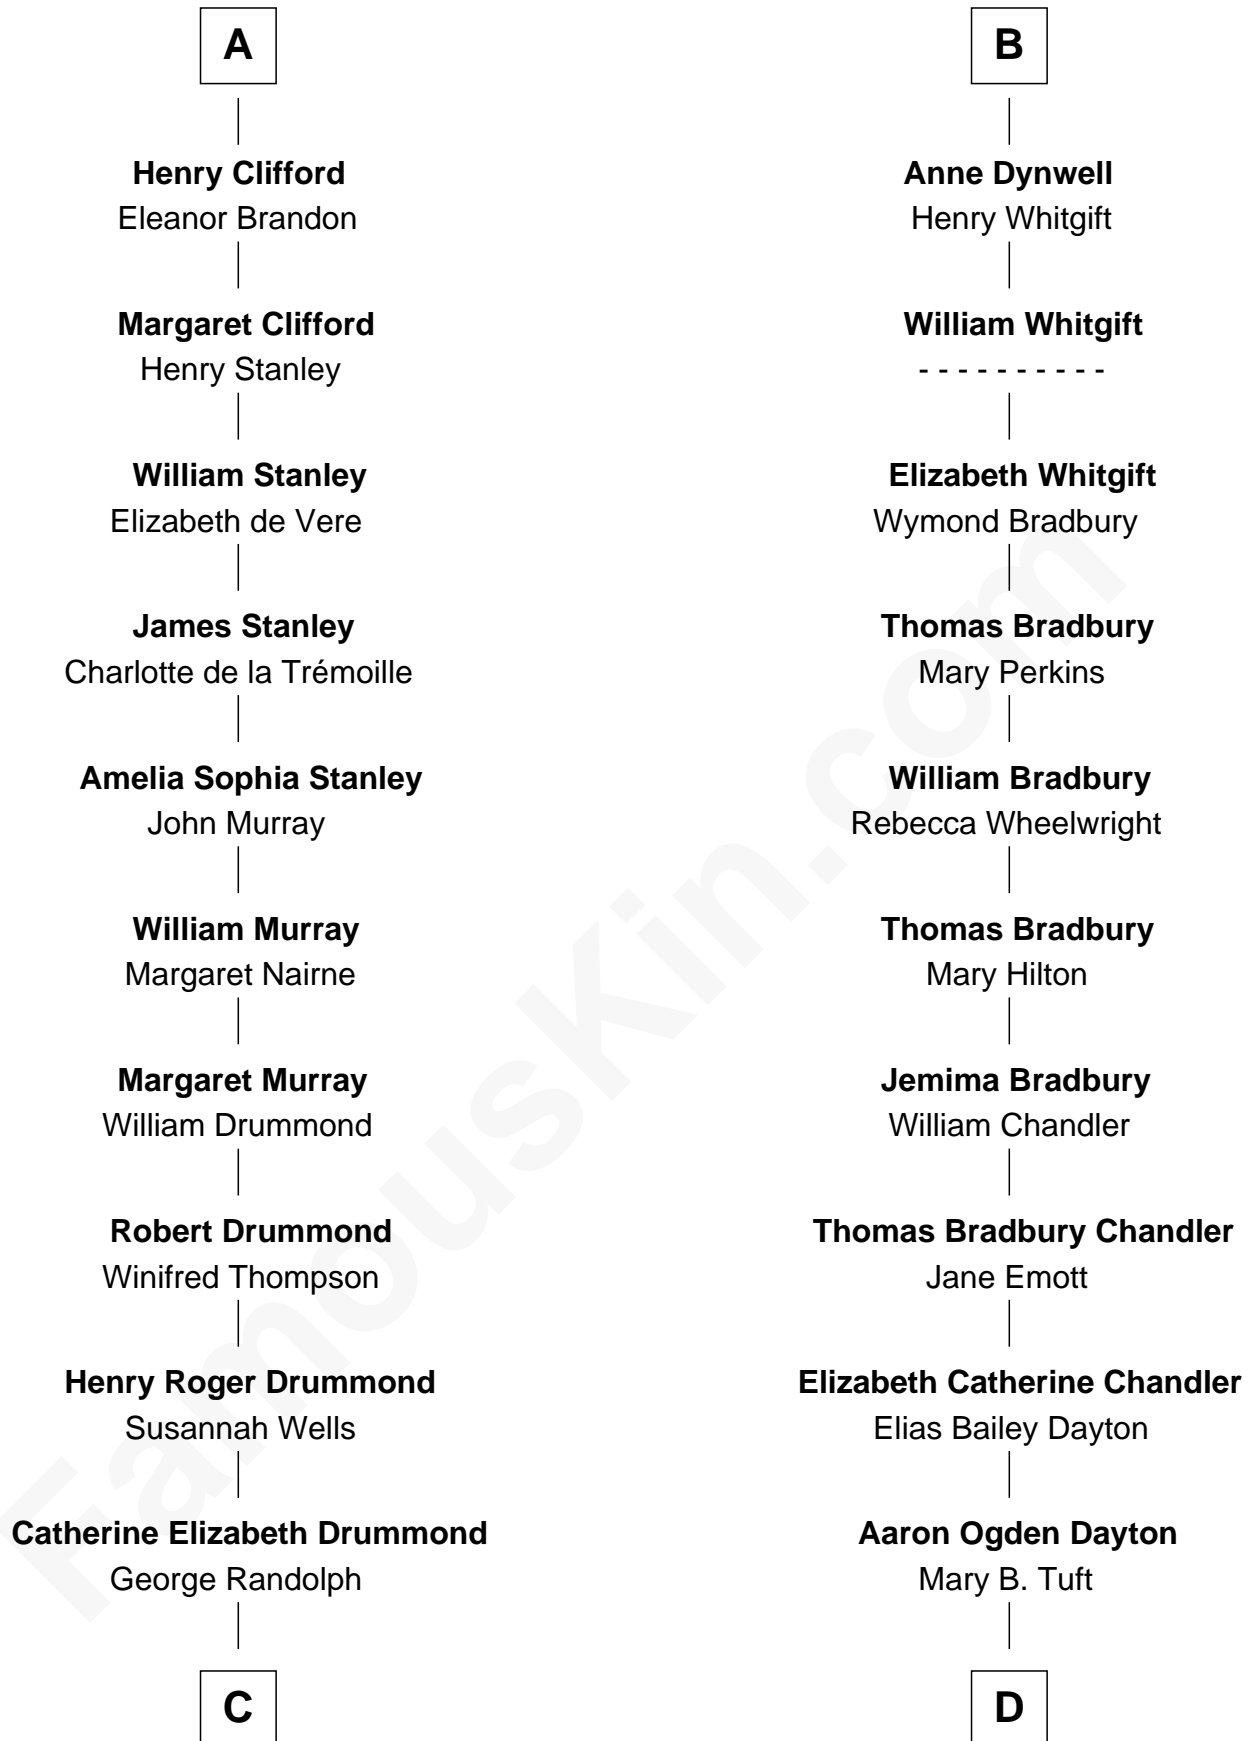 A
Henry Clifford
Eleanor Brandon
Margaret Clifford
Henry Stanley
William Stanley
Elizabeth de Vere
James Stanley
Charlotte de la Trémoille
Amelia Sophia Stanley
John Murray
William Murray
Margaret Nairne
Margaret Murray
William Drummond
Robert Drummond
Winifred Thompson
Henry Roger Drummond
Susannah Wells
Catherine Elizabeth Drummond
George Randolph
C
B
Anne Dynwell
Henry Whitgift
William Whitgift
- - - - - - - - - -
Elizabeth Whitgift
Wymond Bradbury
Thomas Bradbury
Mary Perkins
William Bradbury
Rebecca Wheelwright
Thomas Bradbury
Mary Hilton
Jemima Bradbury
William Chandler
Thomas Bradbury Chandler
Jane Emott
Elizabeth Catherine Chandler
Elias Bailey Dayton
Aaron Ogden Dayton
Mary B. Tuft
D
FamousKin.com